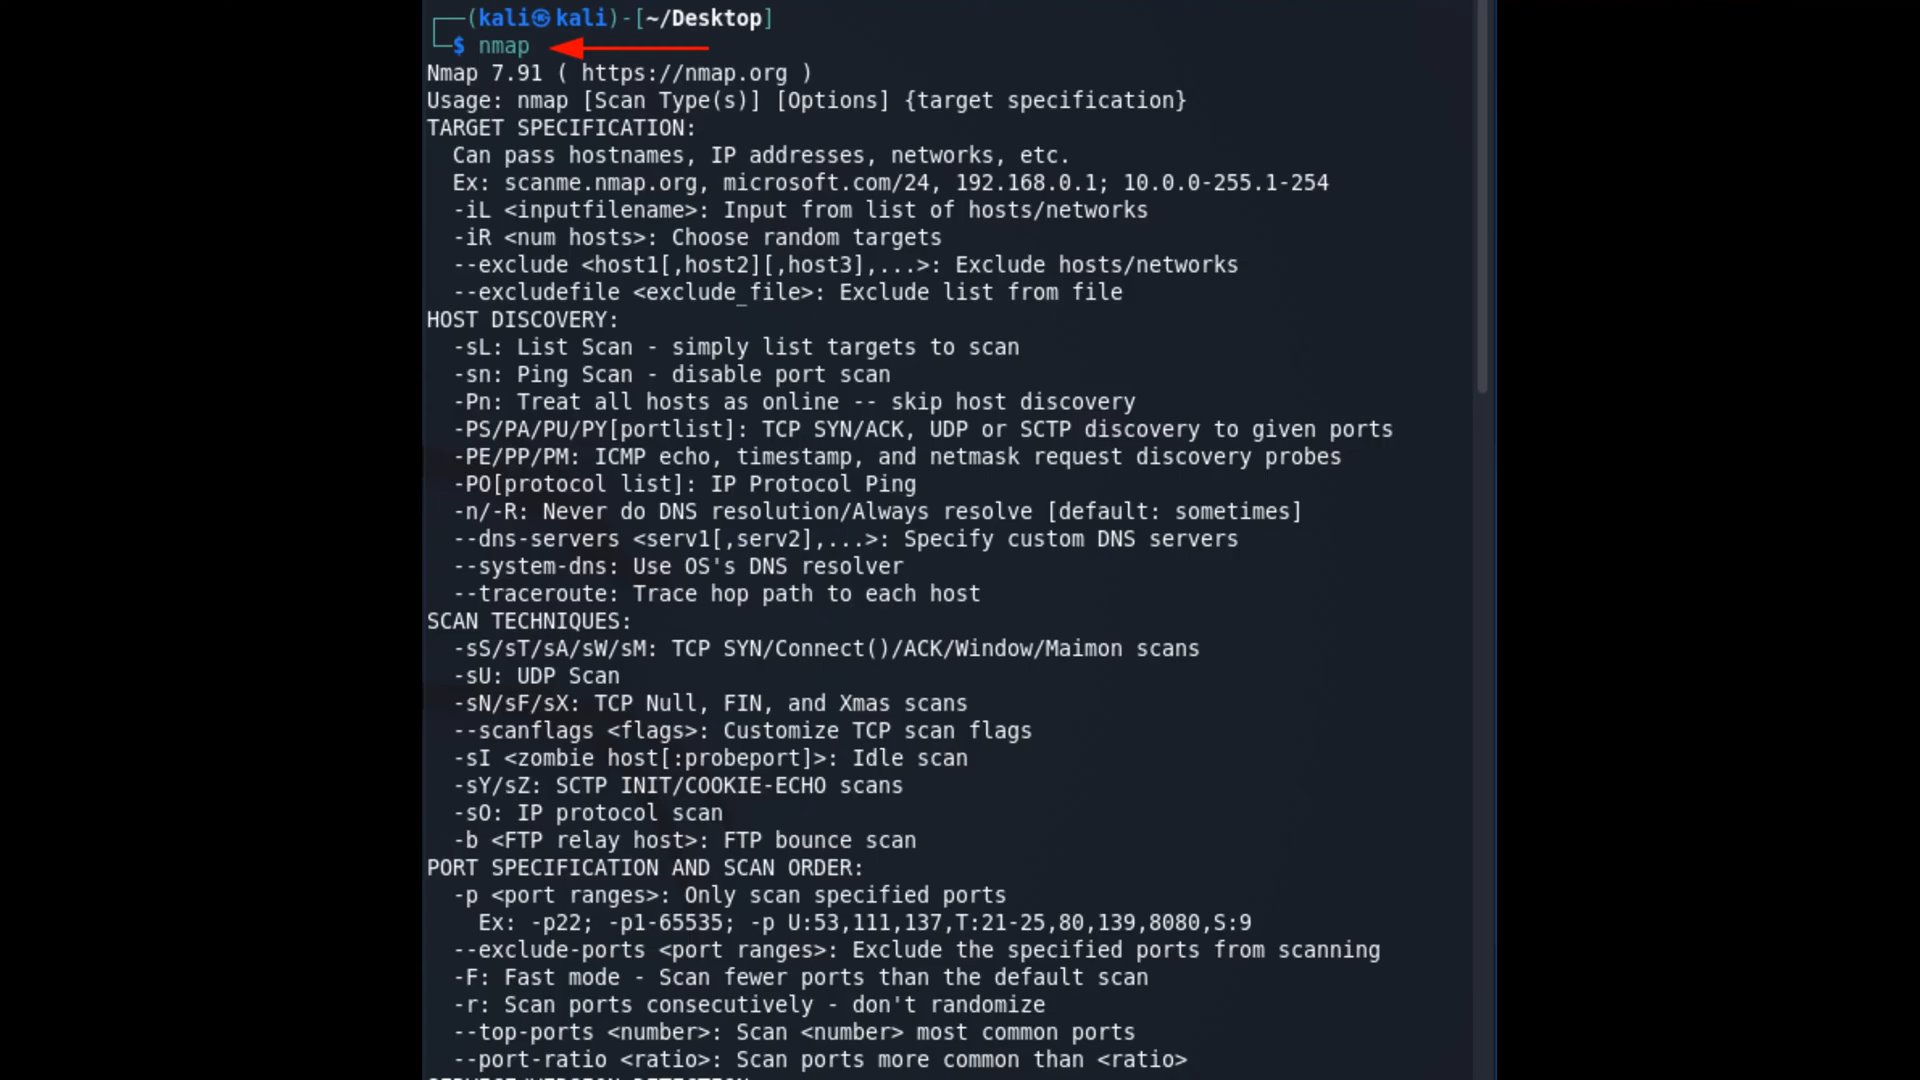 ┌──(kali㉿kali)-[~/Desktop]
└─$ nmap
Nmap 7.91 ( https://nmap.org )
Usage: nmap [Scan Type(s)] [Options] {target specification}
TARGET SPECIFICATION:
  Can pass hostnames, IP addresses, networks, etc.
  Ex: scanme.nmap.org, microsoft.com/24, 192.168.0.1; 10.0.0-255.1-254
  -iL <inputfilename>: Input from list of hosts/networks
  -iR <num hosts>: Choose random targets
  --exclude <host1[,host2][,host3],...>: Exclude hosts/networks
  --excludefile <exclude_file>: Exclude list from file
HOST DISCOVERY:
  -sL: List Scan - simply list targets to scan
  -sn: Ping Scan - disable port scan
  -Pn: Treat all hosts as online -- skip host discovery
  -PS/PA/PU/PY[portlist]: TCP SYN/ACK, UDP or SCTP discovery to given ports
  -PE/PP/PM: ICMP echo, timestamp, and netmask request discovery probes
  -PO[protocol list]: IP Protocol Ping
  -n/-R: Never do DNS resolution/Always resolve [default: sometimes]
  --dns-servers <serv1[,serv2],...>: Specify custom DNS servers
  --system-dns: Use OS's DNS resolver
  --traceroute: Trace hop path to each host
SCAN TECHNIQUES:
  -sS/sT/sA/sW/sM: TCP SYN/Connect()/ACK/Window/Maimon scans
  -sU: UDP Scan
  -sN/sF/sX: TCP Null, FIN, and Xmas scans
  --scanflags <flags>: Customize TCP scan flags
  -sI <zombie host[:probeport]>: Idle scan
  -sY/sZ: SCTP INIT/COOKIE-ECHO scans
  -sO: IP protocol scan
  -b <FTP relay host>: FTP bounce scan
PORT SPECIFICATION AND SCAN ORDER:
  -p <port ranges>: Only scan specified ports
    Ex: -p22; -p1-65535; -p U:53,111,137,T:21-25,80,139,8080,S:9
  --exclude-ports <port ranges>: Exclude the specified ports from scanning
  -F: Fast mode - Scan fewer ports than the default scan
  -r: Scan ports consecutively - don't randomize
  --top-ports <number>: Scan <number> most common ports
  --port-ratio <ratio>: Scan ports more common than <ratio>